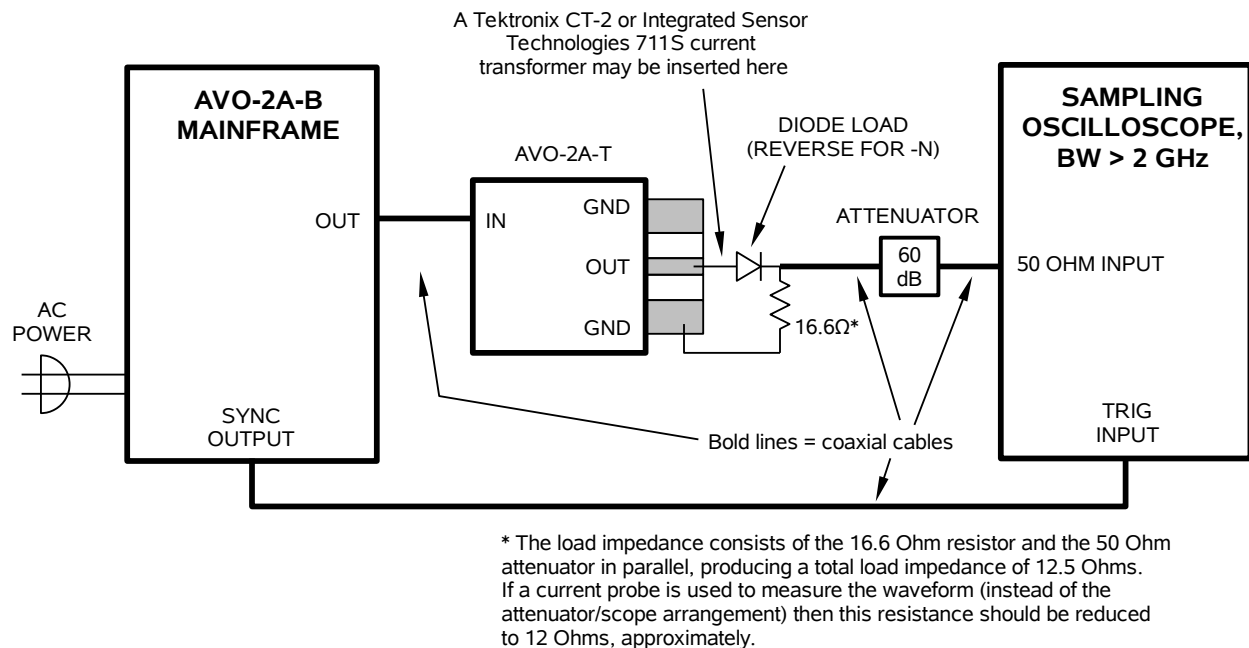 A Tektronix CT-2 or Integrated Sensor
Technologies 711S current
transformer may be inserted here
AVO-2A-B
MAINFRAME
SAMPLING
OSCILLOSCOPE,
BW > 2 GHz
DIODE LOAD
(REVERSE FOR -N)
AVO-2A-T
ATTENUATOR
OUT
IN
GND
OUT
GND
60
dB
50 OHM INPUT
16.6Ω*
AC
POWER
SYNC
OUTPUT
TRIG
INPUT
Bold lines = coaxial cables
* The load impedance consists of the 16.6 Ohm resistor and the 50 Ohm
attenuator in parallel, producing a total load impedance of 12.5 Ohms.
If a current probe is used to measure the waveform (instead of the
attenuator/scope arrangement) then this resistance should be reduced
to 12 Ohms, approximately.